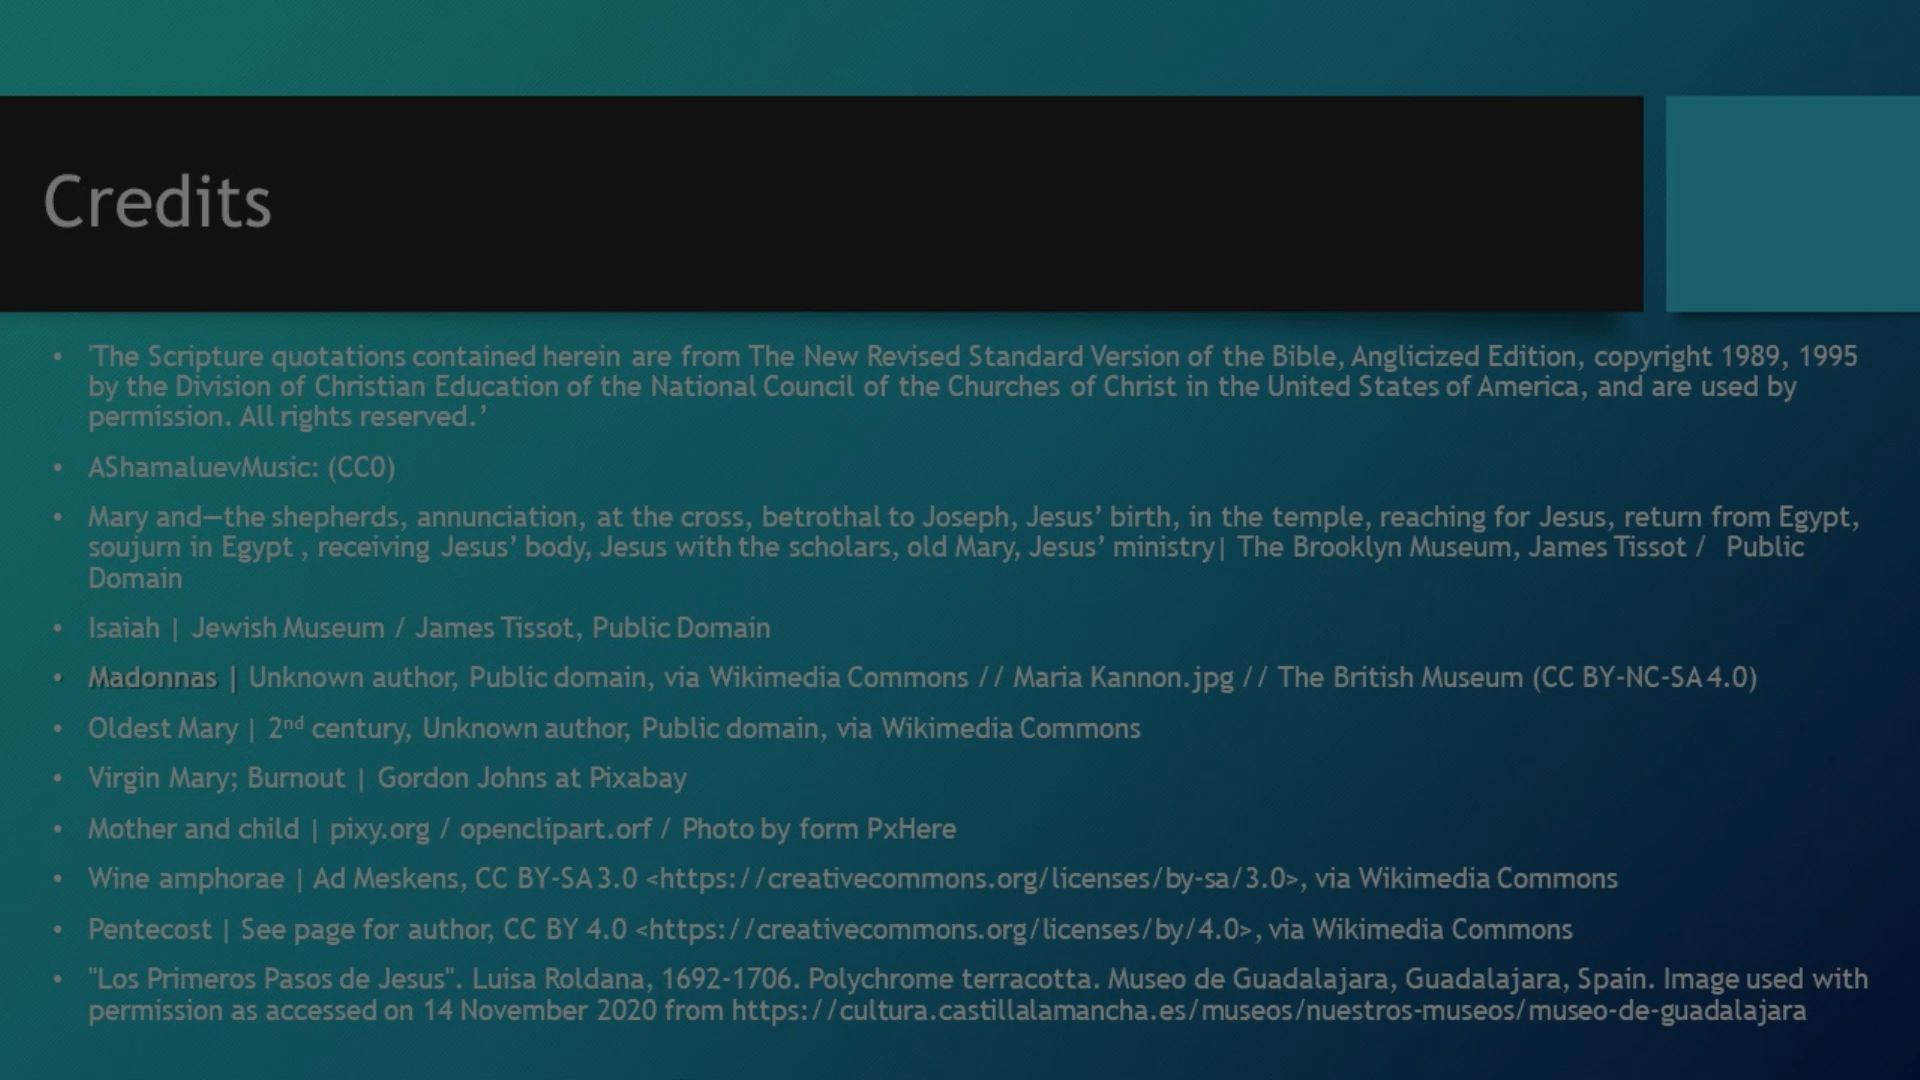 Credits
• 'The Scripture quotations contained herein are from The New Revised Standard Version of the Bible, Anglicized Edition, copyright 1989, 1995
by the Division of Christian Education of the National Council of the Churches of Christ in the United States of America, and are used by
permission. All rights reserved.’
• AShamaluevMusic: (CC0)
• Mary and—the shepherds, annunciation, at the cross, betrothal to Joseph, Jesus’ birth, in the temple, reaching for Jesus, return from Egypt,
soujurn in Egypt , receiving Jesus’ body, Jesus with the scholars, old Mary, Jesus’ ministry| The Brooklyn Museum, James Tissot / Public
Domain
• Isaiah | Jewish Museum / James Tissot, Public Domain
• Madonnas | Unknown author, Public domain, via Wikimedia Commons // Maria Kannon.jpg // The British Museum (CC BY-NC-SA 4.0)
• Oldest Mary | 2nd century, Unknown author, Public domain, via Wikimedia Commons
• Virgin Mary; Burnout | Gordon Johns at Pixabay
• Mother and child | pixy.org / openclipart.orf / Photo by form PxHere
• Wine amphorae | Ad Meskens, CC BY-SA 3.0 <https://creativecommons.org/licenses/by-sa/3.0>, via Wikimedia Commons
• Pentecost | See page for author, CC BY 4.0 <https://creativecommons.org/licenses/by/4.0>, via Wikimedia Commons
• "Los Primeros Pasos de Jesus". Luisa Roldana, 1692-1706. Polychrome terracotta. Museo de Guadalajara, Guadalajara, Spain. Image used with
permission as accessed on 14 November 2020 from https://cultura.castillalamancha.es/museos/nuestros-museos/museo-de-guadalajara